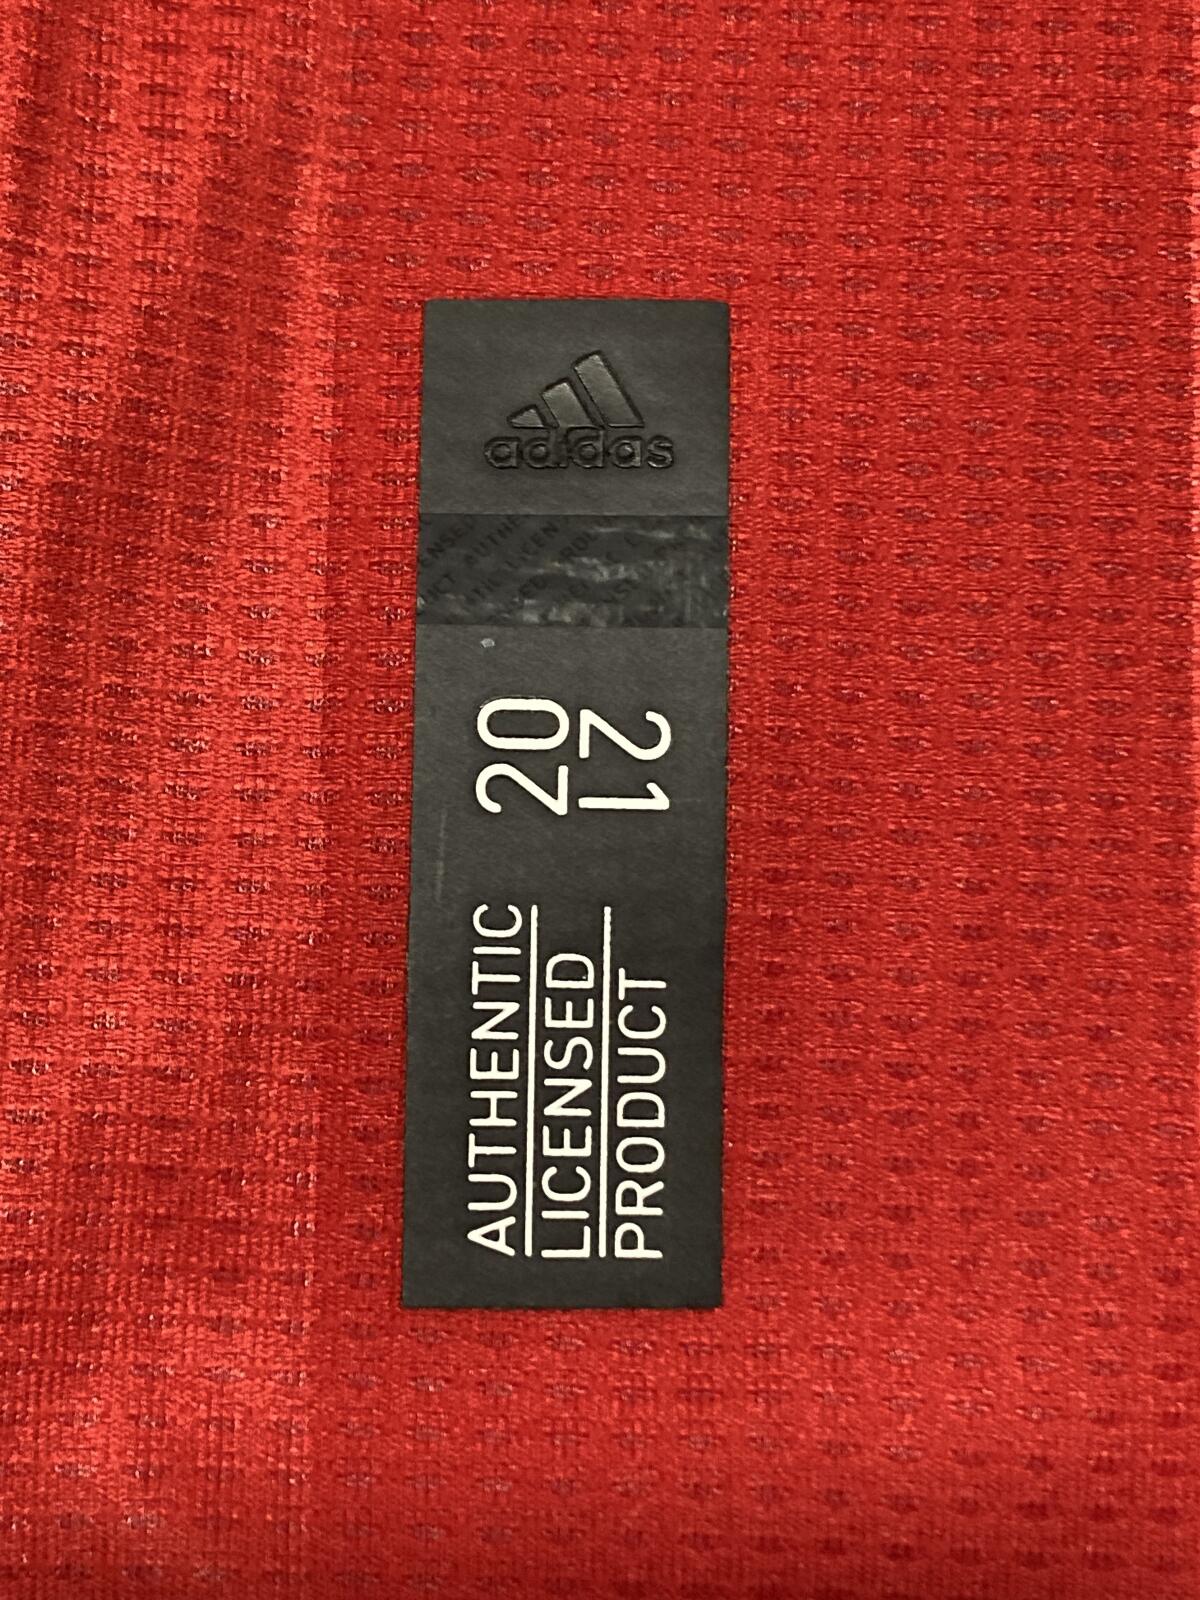 adidas
20
21
AUTHENTIC
LICENSED
PRODUCT